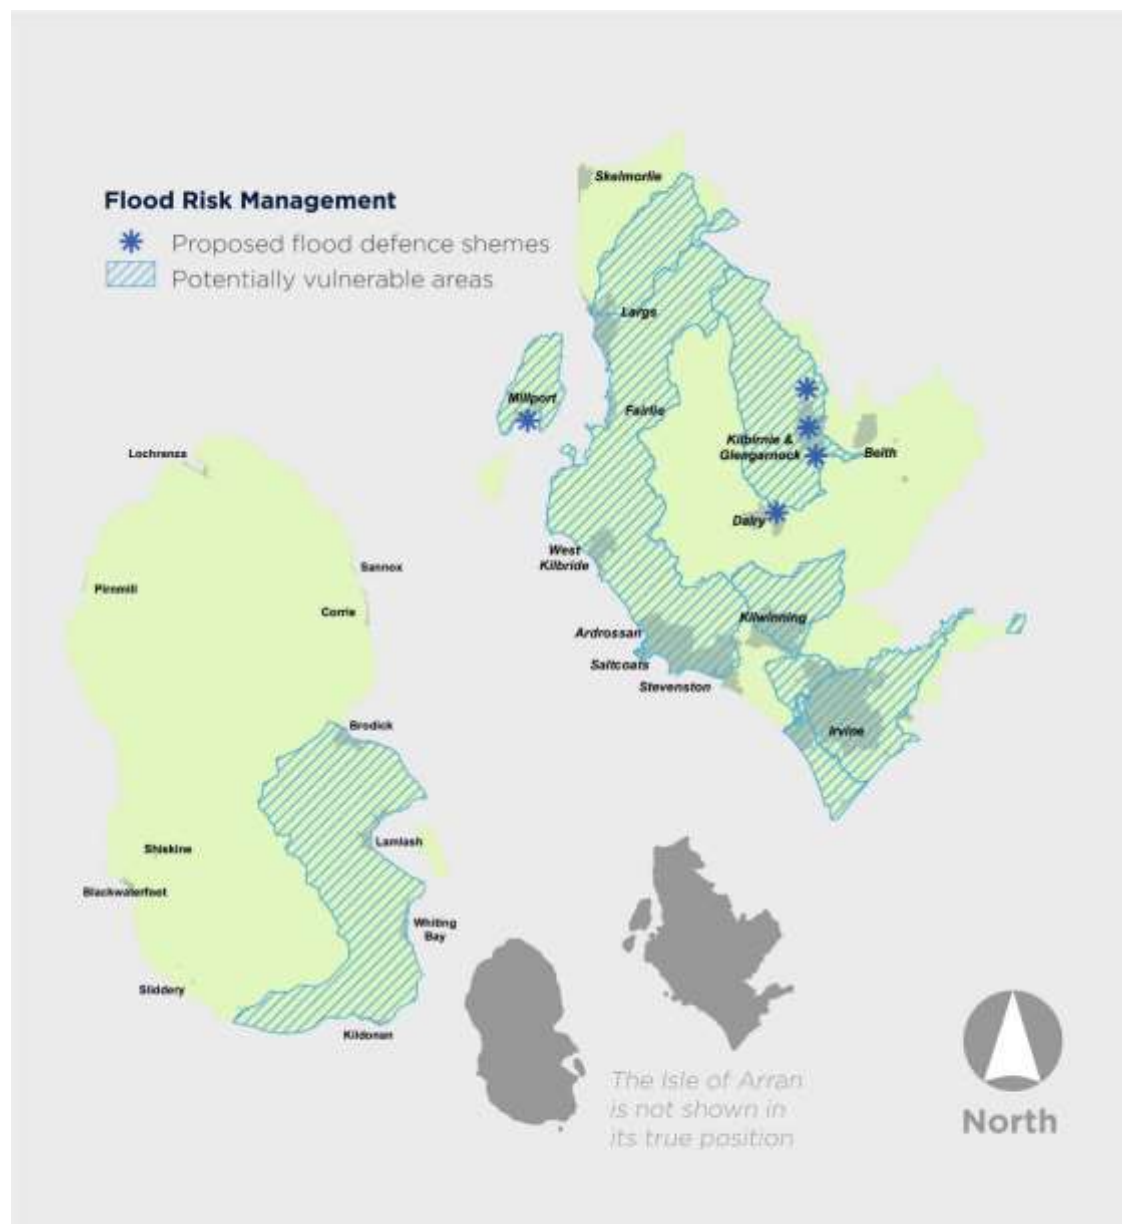 Flood Risk Management
Proposed flood defence shemes
Potentially vulnerable areas
Skelmorlie
Largs
Millport
Fairlie
Kilbirnie &
Glengarnock
Beith
Dalry
West
Kilbride
Kilwinning
Ardrossan
Saltcoats
Stevenston
Irvine
Lochranza
Sannox
Pirnmill
Corrie
Brodick
Lamlash
Shiskine
Blackwaterfoot
Whiting
Bay
Sliddery
Kildonan
The Isle of Arran
is not shown in
its true position
North